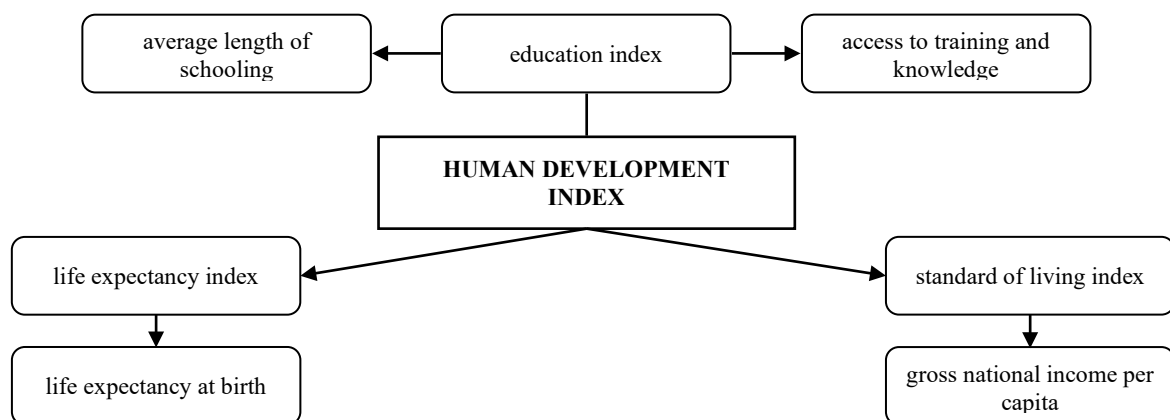 average length of
schooling
education index
access to training and
knowledge
HUMAN DEVELOPMENT
INDEX
life expectancy index
standard of living index
life expectancy at birth
gross national income per
capita